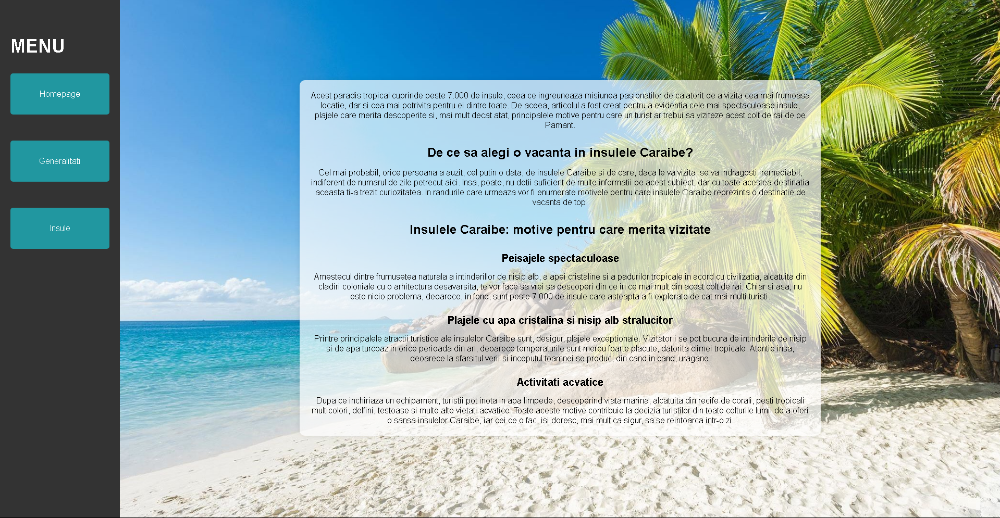 MENU
Homepage
Generalitati
Insule
Acest paradis tropical cuprinde peste 7.000 de insule, ceea ce ingreuneaza misiunea pasionatilor de calatorit de a vizita cea mai frumoasa
locatie, dar si cea mai potrivita pentru ei dintre toate. De aceea, articolul a fost creat pentru a evidentia cele mai spectaculoase insule,
plajele care merita descoperite si, mai mult decat atat, principalele motive pentru care un turist ar trebui sa viziteze acest colt de rai de pe
Pamant.
De ce sa alegi o vacanta in insulele Caraibe?
Cel mai probabil, orice persoana a auzit, cel putin o data, de insulele Caraibe si de care, daca le va vizita, se va indragosti iremediabil,
indiferent de numarul de zile petrecut aici. Insa, poate, nu detii suficient de multe informatii pe acest subiect, dar cu toate acestea destinatia
aceasta ti-a trezit curiozitatea. In randurile care urmeaza vor fi enumerate motivele pentru care insulele Caraibe reprezinta o destinatie de
vacanta de top.
Insulele Caraibe: motive pentru care merita vizitate
Peisajele spectaculoase
Amestecul dintre frumusetea naturala a intinderillor de nisip alb, a apei cristaline si a padurilor tropicale in acord cu civilizatia, alcatuita din
cladiri coloniale cu o arhitectura desavarsita, te vor face sa vrei sa descoperi din ce in ce mai mult din acest colt de rai. Chiar si asa, nu
este nicio problema, deoarece, in fond, sunt peste 7.000 de insule care asteapta a fi explorate de cat mai multi turisti.
Plajele cu apa cristalina si nisip alb stralucitor
Printre principalele atractii turistice ale insulelor Caraibe sunt, desigur, plajele exceptionale. Vizitatorii se pot bucura de intinderile de nisip
si de apa turcoaz in orice perioada din an, deoarece temperaturile sunt mereu foarte placute, datorita climei tropicale. Atentie insa,
deoarece la sfarsitul verii si inceputul toamnei se produc, din cand in cand, uragane.
Activitati acvatice
Dupa ce inchiriaza un echipament, turistii pot inota in apa limpede, descoperind viata marina, alcatuita din recife de corali, pesti tropicali
multicolori, delfini, testoase si multe alte vietati acvatice. Toate aceste motive contribuie la decizia turistilor din toate colturile lumii de a oferi
o sansa insulelor Caraibe, iar cei ce o fac, isi doresc, mai mult ca sigur, sa se reintoarca intr-o zi.